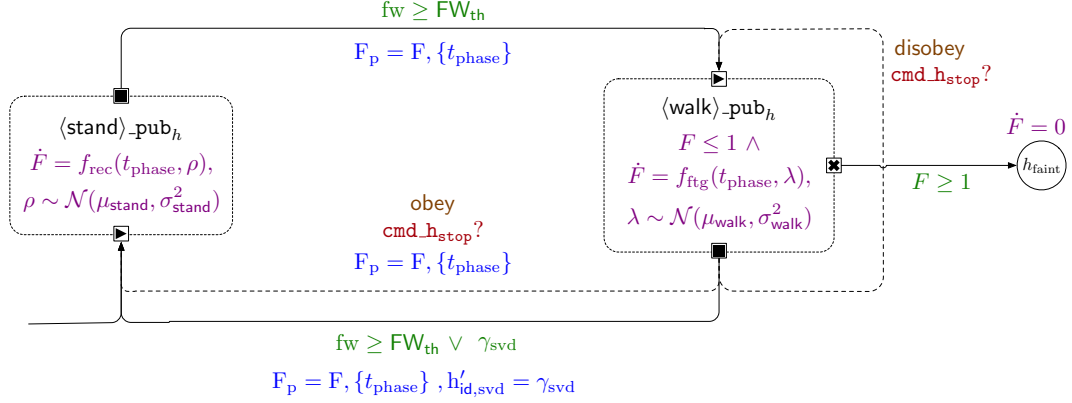 fw ≥ FW_th
F_p = F, {t_phase}
disobey
cmd_h_stop?
⟨stand⟩_pub_h
Ḟ = f_rec(t_phase, ρ),
ρ ∼ N(μ_stand, σ²_stand)
⟨walk⟩_pub_h
F ≤ 1 ∧
Ḟ = f_ftg(t_phase, λ),
λ ∼ N(μ_walk, σ²_walk)
Ḟ = 0
h_faint
F ≥ 1
obey
cmd_h_stop?
F_p = F, {t_phase}
fw ≥ FW_th ∨ γ_svd
F_p = F, {t_phase} , h′_id,svd = γ_svd